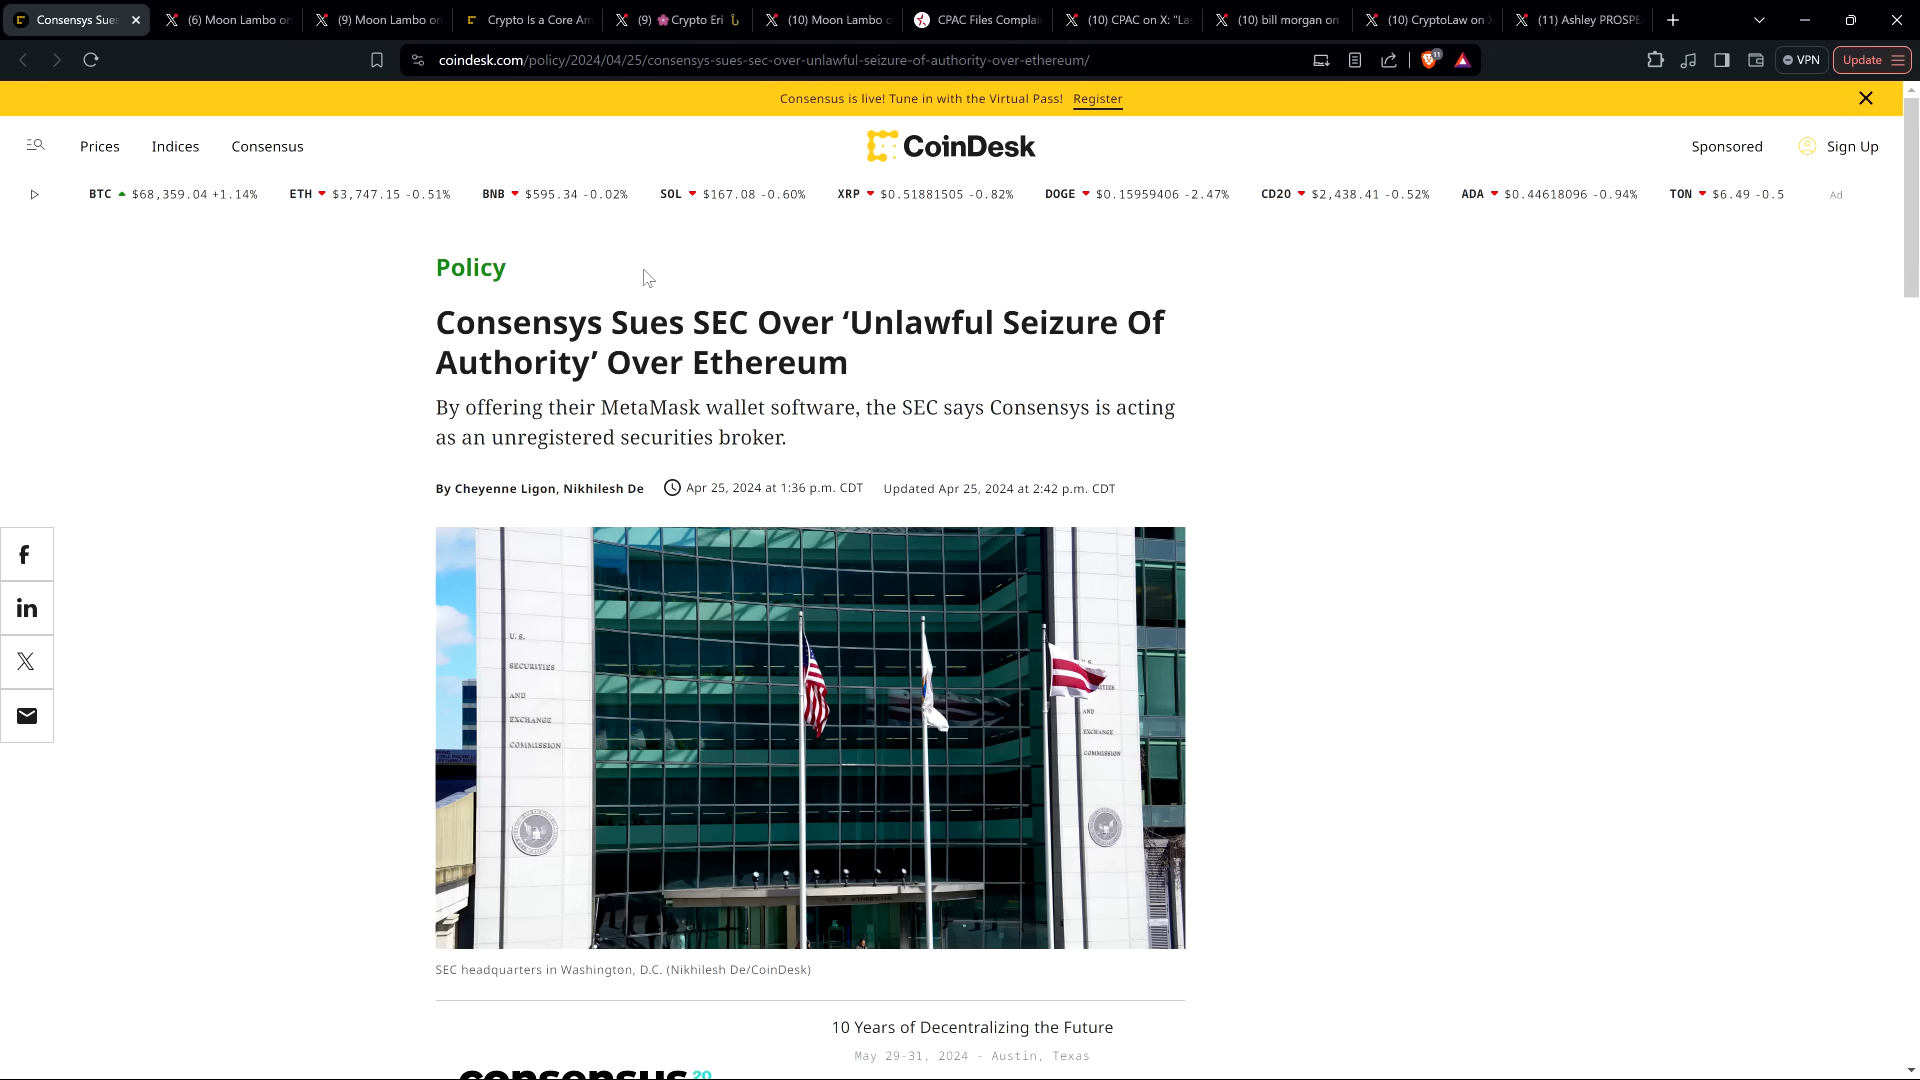 Consensys Sues
(6) Moon Lambo on
(9) Moon Lambo on
Crypto Is a Core Am
(9) 🌸Crypto Eri 🪝
(10) Moon Lambo o
CPAC Files Complai
(10) CPAC on X: "Las
(10) bill morgan on
(10) CryptoLaw on X
(11) Ashley PROSPE
coindesk.com/policy/2024/04/25/consensys-sues-sec-over-unlawful-seizure-of-authority-over-ethereum/
11
VPN
Update
Consensus is live! Tune in with the Virtual Pass! Register
Prices
Indices
Consensus
CoinDesk
Sponsored
Sign Up
BTC $68,359.04 +1.14%
ETH $3,747.15 -0.51%
BNB $595.34 -0.02%
SOL $167.08 -0.60%
XRP $0.51881505 -0.82%
DOGE $0.15959406 -2.47%
CD20 $2,438.41 -0.52%
ADA $0.44618096 -0.94%
TON $6.49 -0.5
Ad
Policy
Consensys Sues SEC Over ‘Unlawful Seizure Of
Authority’ Over Ethereum
By offering their MetaMask wallet software, the SEC says Consensys is acting
as an unregistered securities broker.
By Cheyenne Ligon, Nikhilesh De
Apr 25, 2024 at 1:36 p.m. CDT
Updated Apr 25, 2024 at 2:42 p.m. CDT
U.S.
SECURITIES
AND
EXCHANGE
COMMISSION
U.S.
AND
EXCHANGE
COMMISSION
SEC headquarters in Washington, D.C. (Nikhilesh De/CoinDesk)
10 Years of Decentralizing the Future
May 29-31, 2024 - Austin, Texas
consensus 20